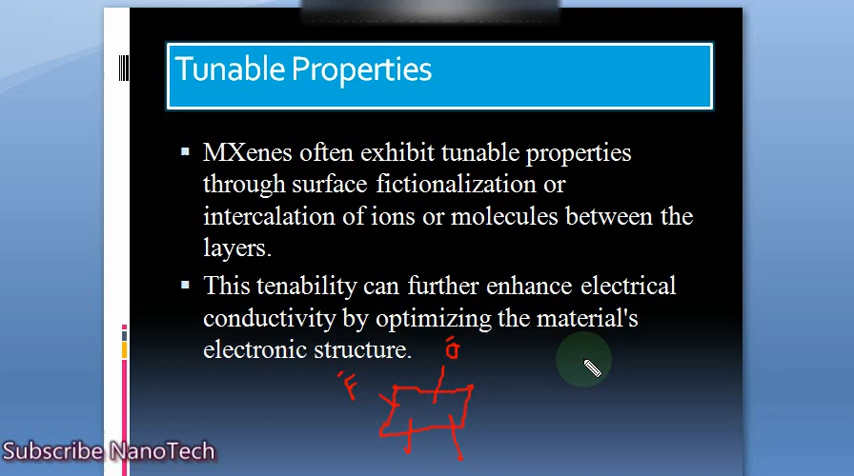 Tunable Properties
▪ MXenes often exhibit tunable properties
through surface fictionalization or
intercalation of ions or molecules between the
layers.
▪ This tenability can further enhance electrical
conductivity by optimizing the material's
electronic structure.
O
F
Subscribe NanoTech